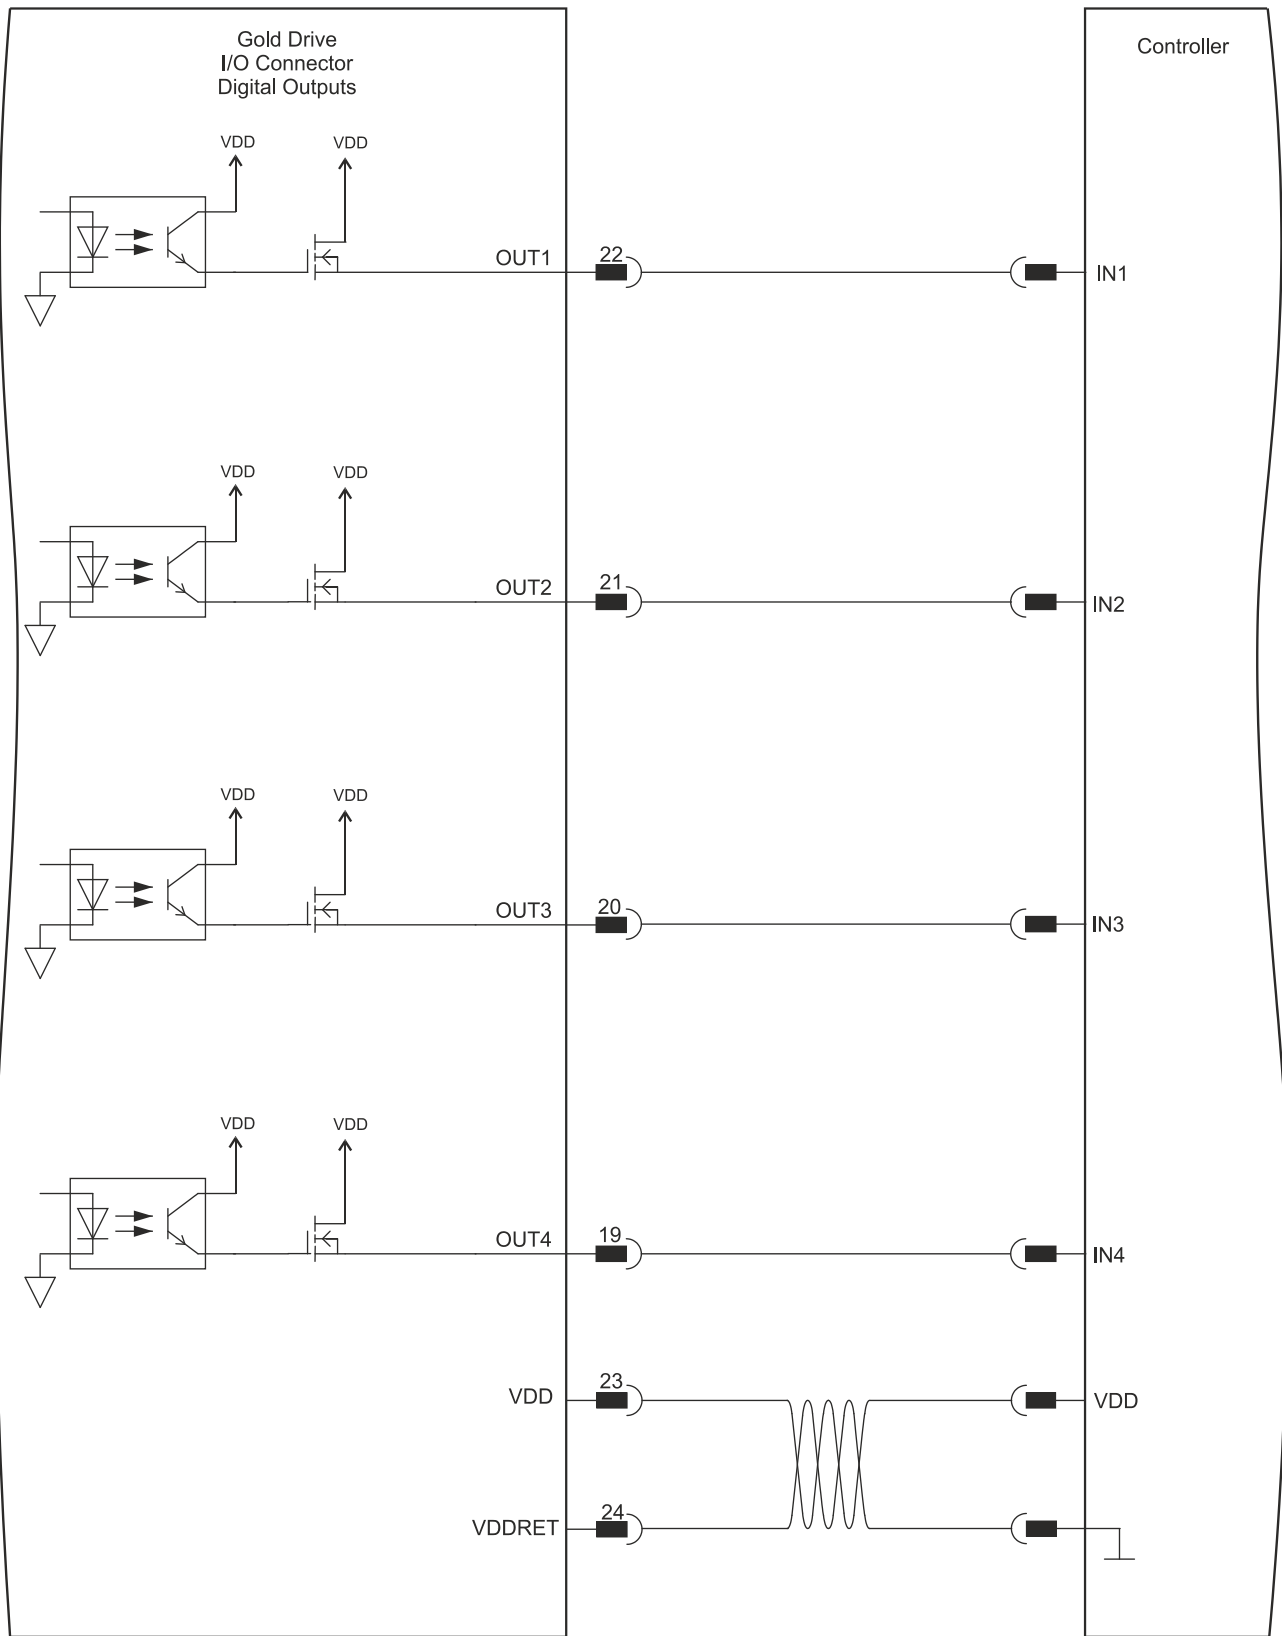 Gold Drive
I/O Connector
Digital Outputs
Controller
VDD
VDD
OUT1
22
IN1
VDD
VDD
OUT2
21
IN2
VDD
VDD
OUT3
20
IN3
VDD
VDD
OUT4
19
IN4
VDD
23
VDD
VDDRET
24